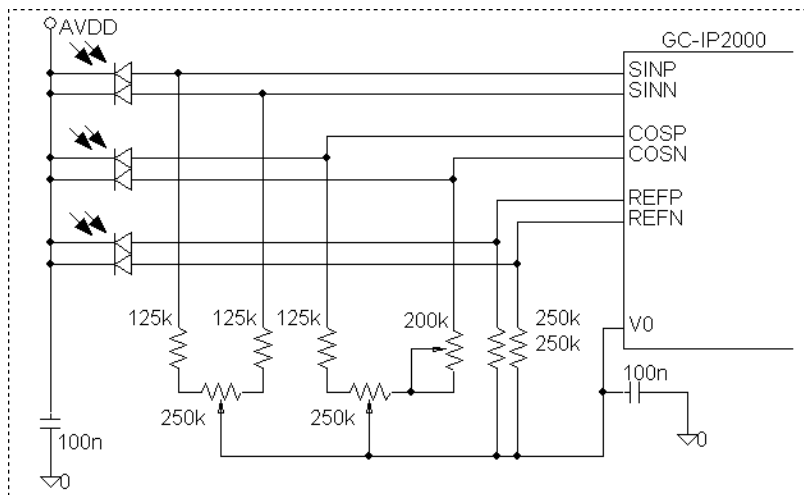 AVDD
GC-IP2000
SINP
SINN
COSP
COSN
REFP
REFN
125k
125k
125k
200k
250k
250k
V0
250k
250k
100n
100n
0
0